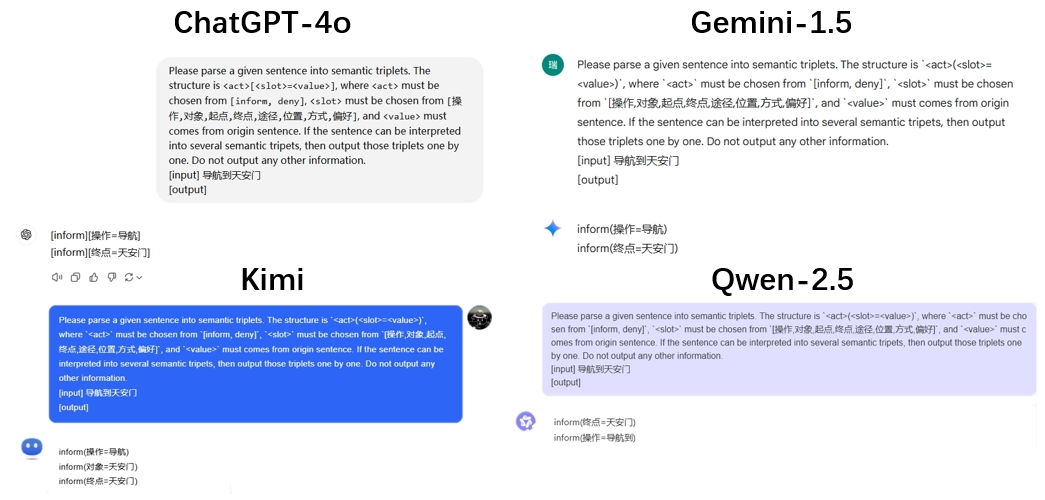 ChatGPT-4o
Please parse a given sentence into semantic triplets. The
structure is <act>[<slot>=<value>], where <act> must be
chosen from [inform, deny], <slot> must be chosen from [操
作,对象,起点,终点,途径,位置,方式,偏好], and <value> must
comes from origin sentence. If the sentence can be interpreted
into several semantic tripets, then output those triplets one by
one. Do not output any other information.
[input] 导航到天安门
[output]
[inform][操作=导航]
[inform][终点=天安门]
Gemini-1.5
瑞
Please parse a given sentence into semantic triplets. The structure is `<act>(<slot>=
<value>)`, where `<act>` must be chosen from `[inform, deny]`, `<slot>` must be chosen
from `[操作,对象,起点,终点,途径,位置,方式,偏好]`, and `<value>` must comes from origin
sentence. If the sentence can be interpreted into several semantic tripets, then output
those triplets one by one. Do not output any other information.
[input] 导航到天安门
[output]
inform(操作=导航)
inform(终点=天安门)
Kimi
Please parse a given sentence into semantic triplets. The structure is `<act>(<slot>=<value>)`,
where `<act>` must be chosen from `[inform, deny]`, `<slot>` must be chosen from `[操作,对象,起点,
终点,途径,位置,方式,偏好]`, and `<value>` must comes from origin sentence. If the sentence can be
interpreted into several semantic tripets, then output those triplets one by one. Do not output any
other information.
[input] 导航到天安门
[output]
inform(操作=导航)
inform(对象=天安门)
inform(终点=天安门)
Qwen-2.5
Please parse a given sentence into semantic triplets. The structure is `<act>(<slot>=<value>)`, where `<act>` must be cho
sen from `[inform, deny]`, `<slot>` must be chosen from `[操作,对象,起点,终点,途径,位置,方式,偏好]`, and `<value>` must c
omes from origin sentence. If the sentence can be interpreted into several semantic tripets, then output those triplets one
by one. Do not output any other information.
[input] 导航到天安门
[output]
inform(终点=天安门)
inform(操作=导航到)